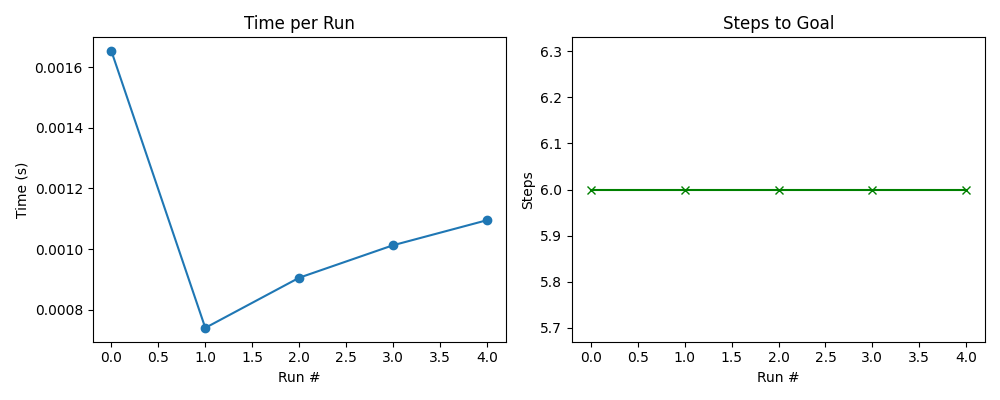 Time per Run
Time (s)
0.0016
0.0014
0.0012
0.0010
0.0008
0.0 0.5 1.0 1.5 2.0 2.5 3.0 3.5 4.0
Run #
Steps to Goal
Steps
6.3
6.2
6.1
6.0
5.9
5.8
5.7
0.0 0.5 1.0 1.5 2.0 2.5 3.0 3.5 4.0
Run #